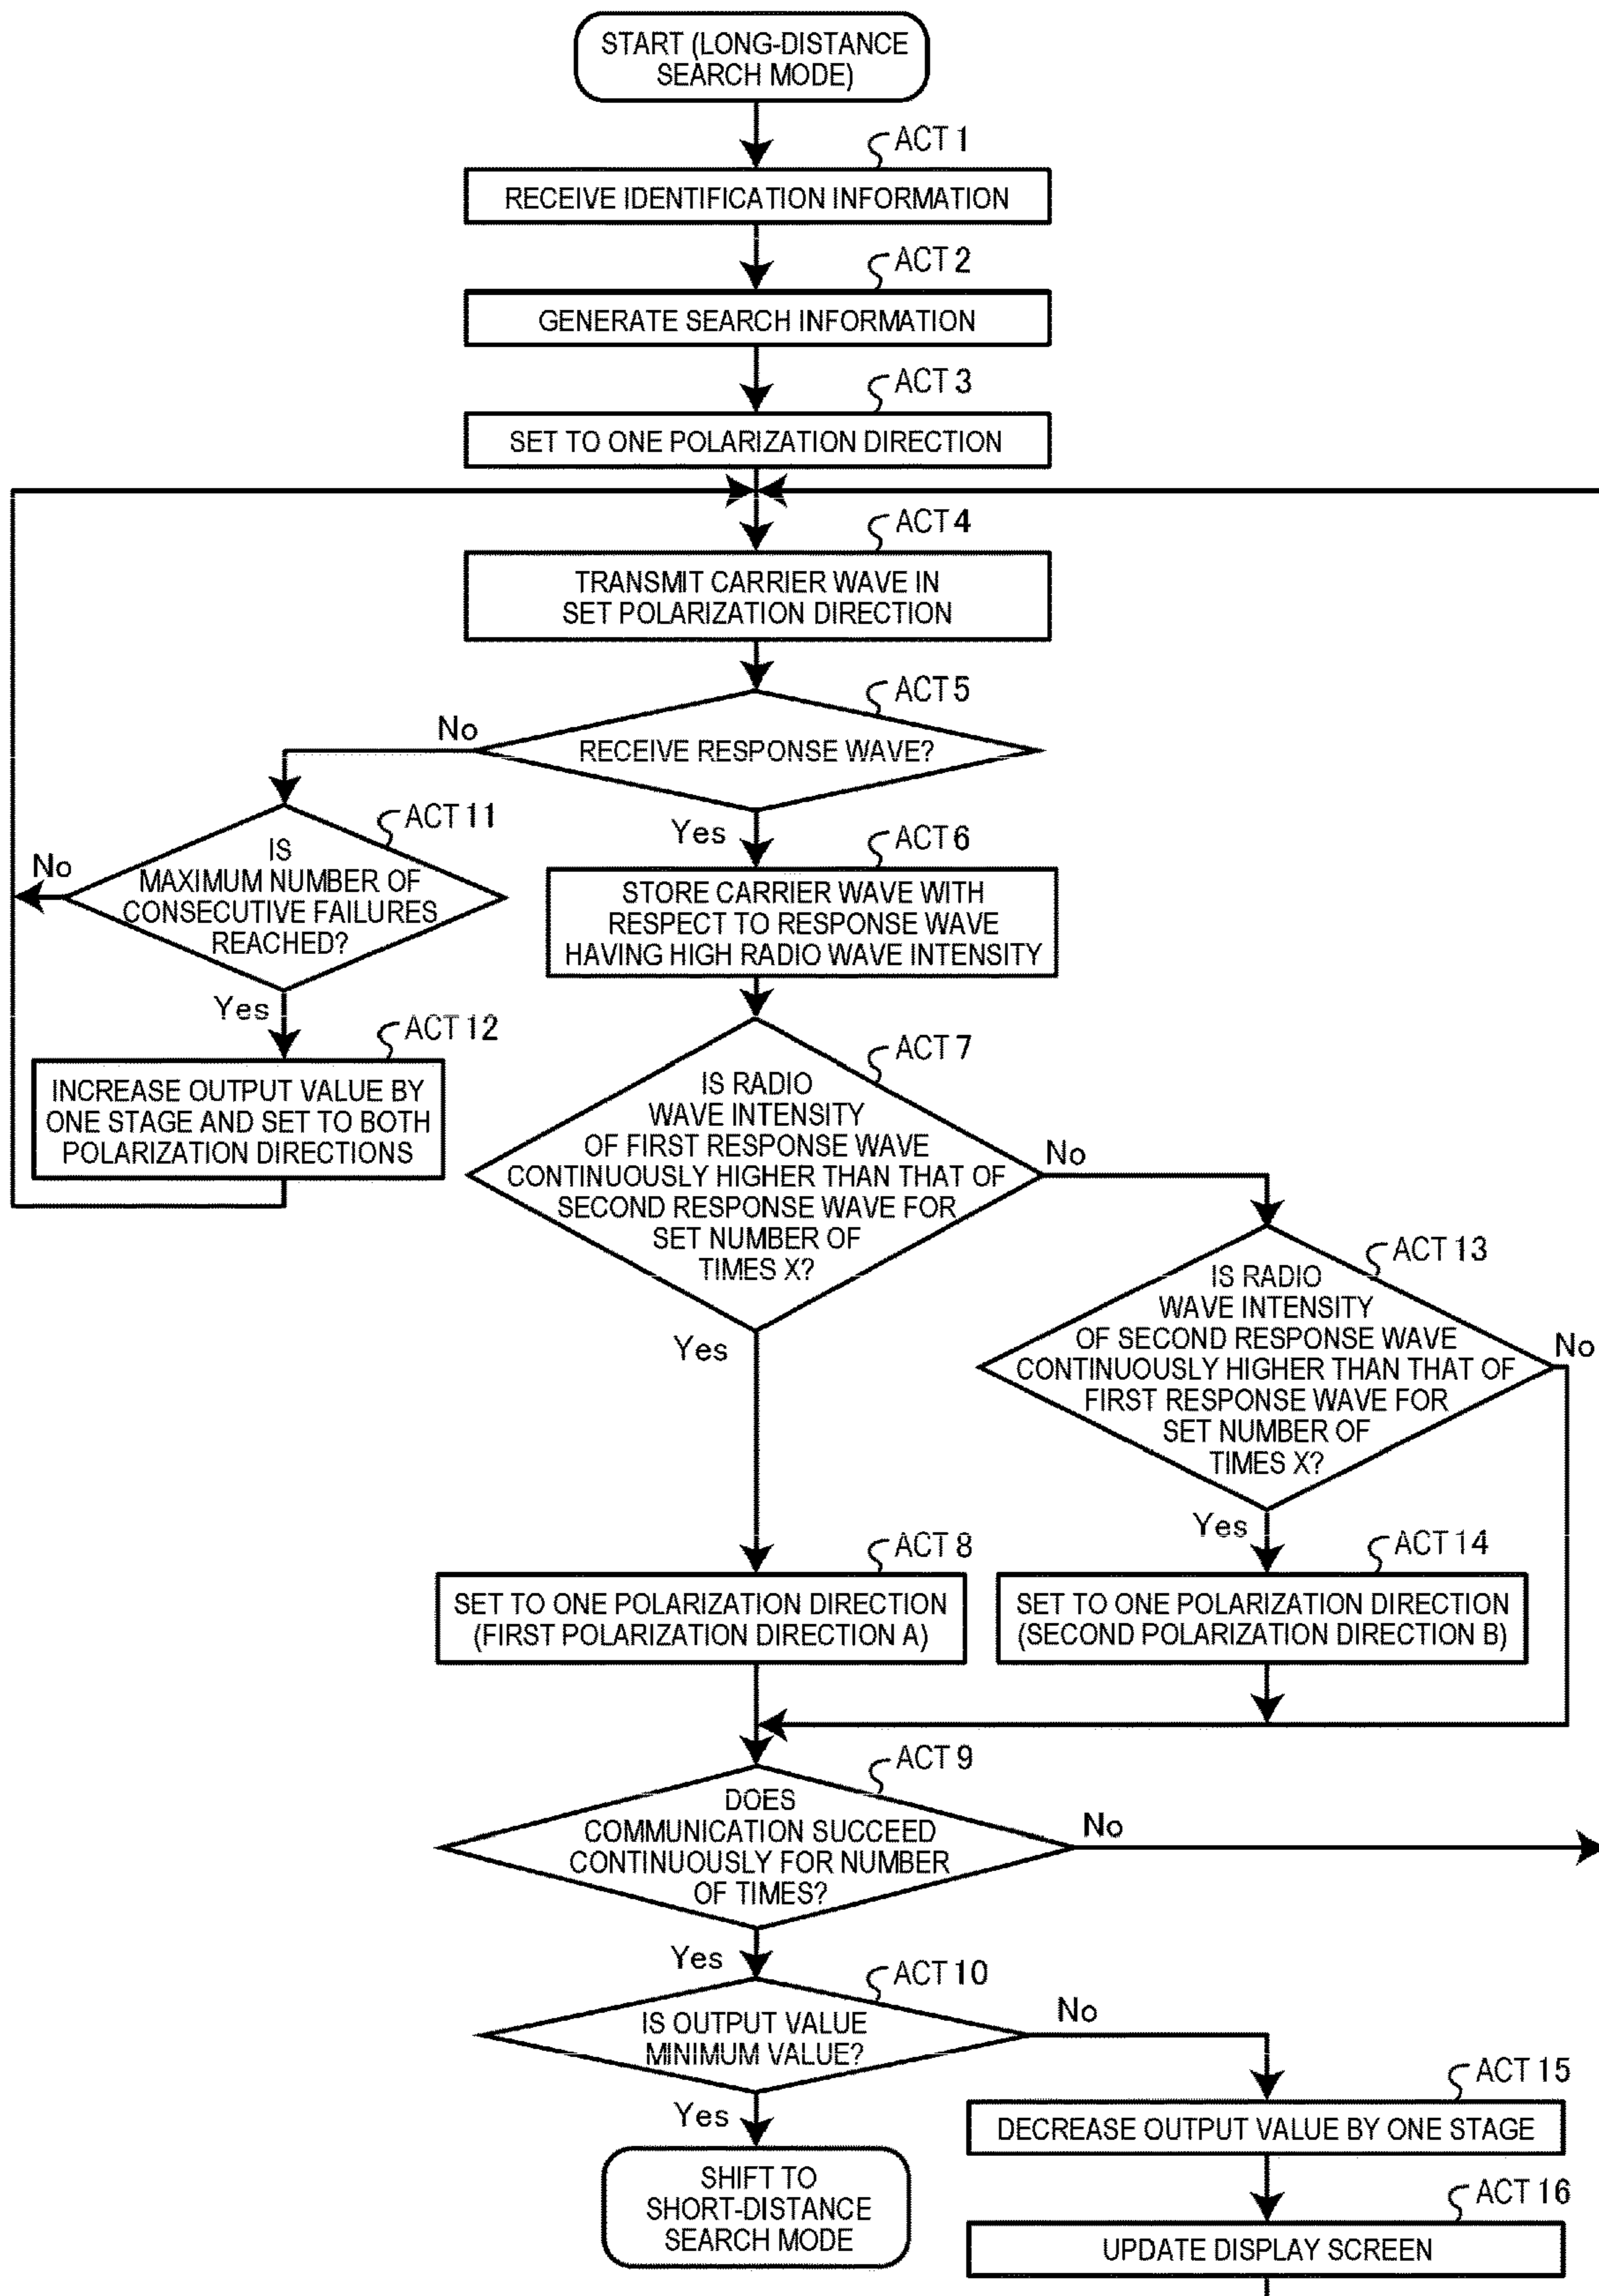 START (LONG-DISTANCE
SEARCH MODE)
ACT 1
RECEIVE IDENTIFICATION INFORMATION
ACT 2
GENERATE SEARCH INFORMATION
ACT 3
SET TO ONE POLARIZATION DIRECTION
ACT 4
TRANSMIT CARRIER WAVE IN
SET POLARIZATION DIRECTION
ACT 5
RECEIVE RESPONSE WAVE?
No
Yes
ACT 11
IS
MAXIMUM NUMBER OF
CONSECUTIVE FAILURES
REACHED?
No
Yes
ACT 12
INCREASE OUTPUT VALUE BY
ONE STAGE AND SET TO BOTH
POLARIZATION DIRECTIONS
ACT 6
STORE CARRIER WAVE WITH
RESPECT TO RESPONSE WAVE
HAVING HIGH RADIO WAVE INTENSITY
ACT 7
IS RADIO
WAVE INTENSITY
OF FIRST RESPONSE WAVE
CONTINUOUSLY HIGHER THAN THAT OF
SECOND RESPONSE WAVE FOR
SET NUMBER OF
TIMES X?
No
Yes
ACT 13
IS RADIO
WAVE INTENSITY
OF SECOND RESPONSE WAVE
CONTINUOUSLY HIGHER THAN THAT OF
FIRST RESPONSE WAVE FOR
SET NUMBER OF
TIMES X?
No
Yes
ACT 8
SET TO ONE POLARIZATION DIRECTION
(FIRST POLARIZATION DIRECTION A)
ACT 14
SET TO ONE POLARIZATION DIRECTION
(SECOND POLARIZATION DIRECTION B)
ACT 9
DOES
COMMUNICATION SUCCEED
CONTINUOUSLY FOR NUMBER
OF TIMES?
No
Yes
ACT 10
IS OUTPUT VALUE
MINIMUM VALUE?
No
Yes
SHIFT TO
SHORT-DISTANCE
SEARCH MODE
ACT 15
DECREASE OUTPUT VALUE BY ONE STAGE
ACT 16
UPDATE DISPLAY SCREEN